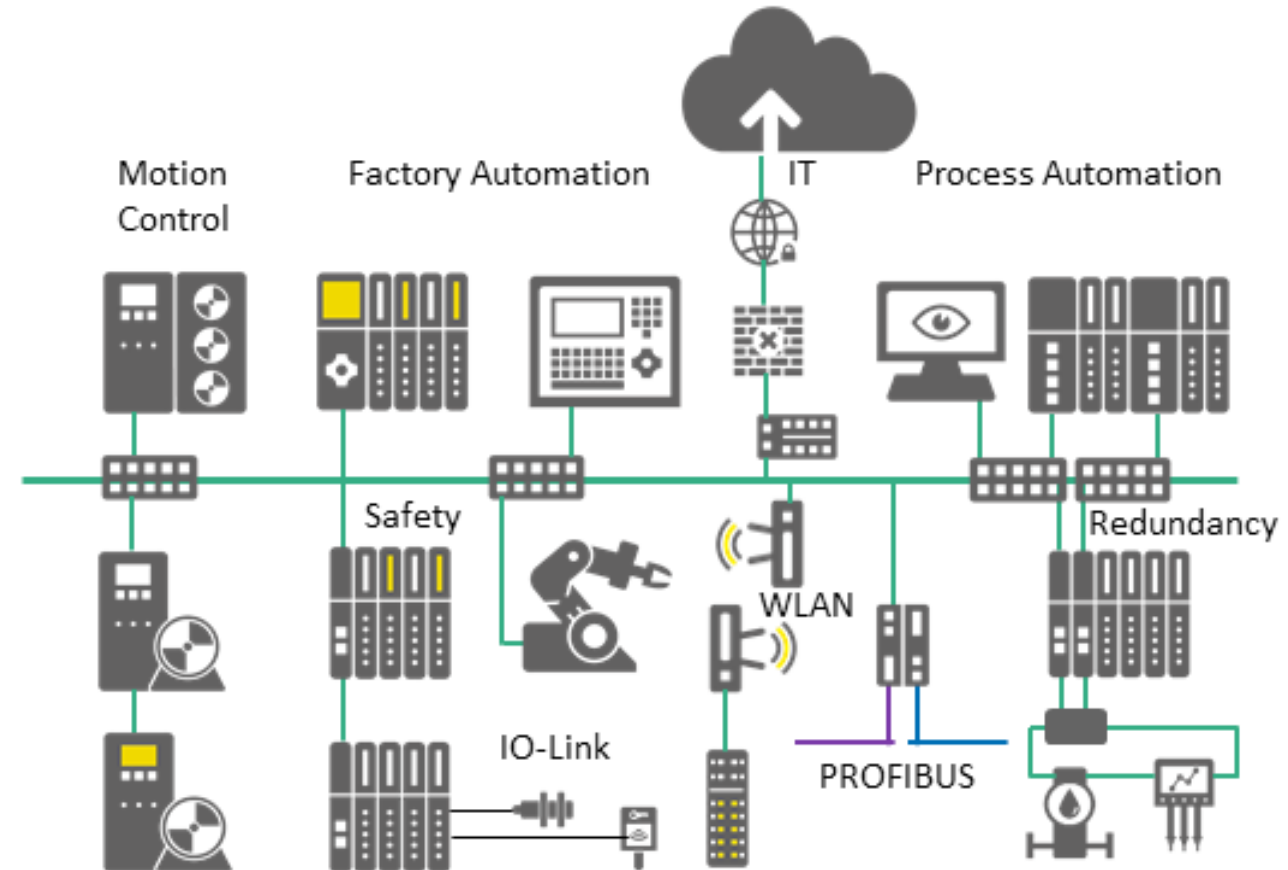 Motion
Control
Factory Automation
IT
Process Automation
Safety
Redundancy
WLAN
IO-Link
PROFIBUS